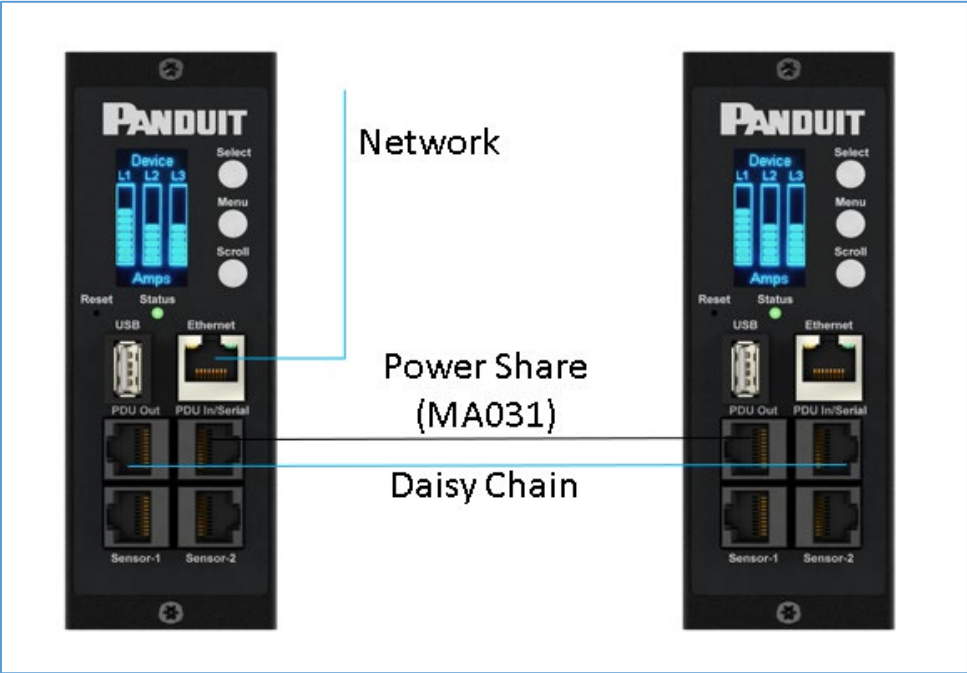 PANDUIT
Device
L1 L2 L3
Amps
Select
Menu
Scroll
Reset Status
USB Ethernet
PDU Out PDU In/Serial
Sensor-1 Sensor-2
Network
Power Share
(MA031)
Daisy Chain
PANDUIT
Device
L1 L2 L3
Amps
Select
Menu
Scroll
Reset Status
USB Ethernet
PDU Out PDU In/Serial
Sensor-1 Sensor-2